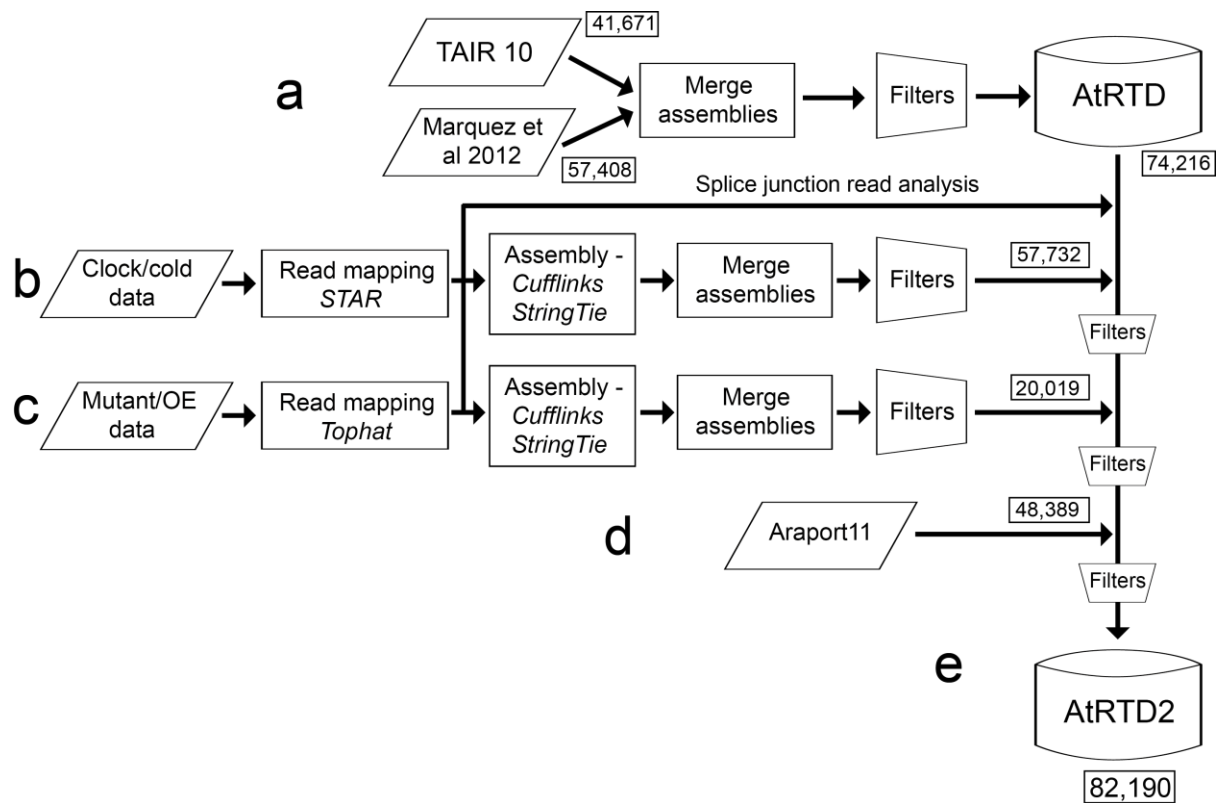 a
TAIR 10
41,671
Marquez et
al 2012
57,408
Merge
assemblies
Filters
AtRTD
74,216
Splice junction read analysis
b
Clock/cold
data
Read mapping
STAR
Assembly -
Cufflinks
StringTie
Merge
assemblies
Filters
57,732
Filters
c
Mutant/OE
data
Read mapping
Tophat
Assembly -
Cufflinks
StringTie
Merge
assemblies
Filters
20,019
Filters
d
Araport11
48,389
Filters
e
AtRTD2
82,190